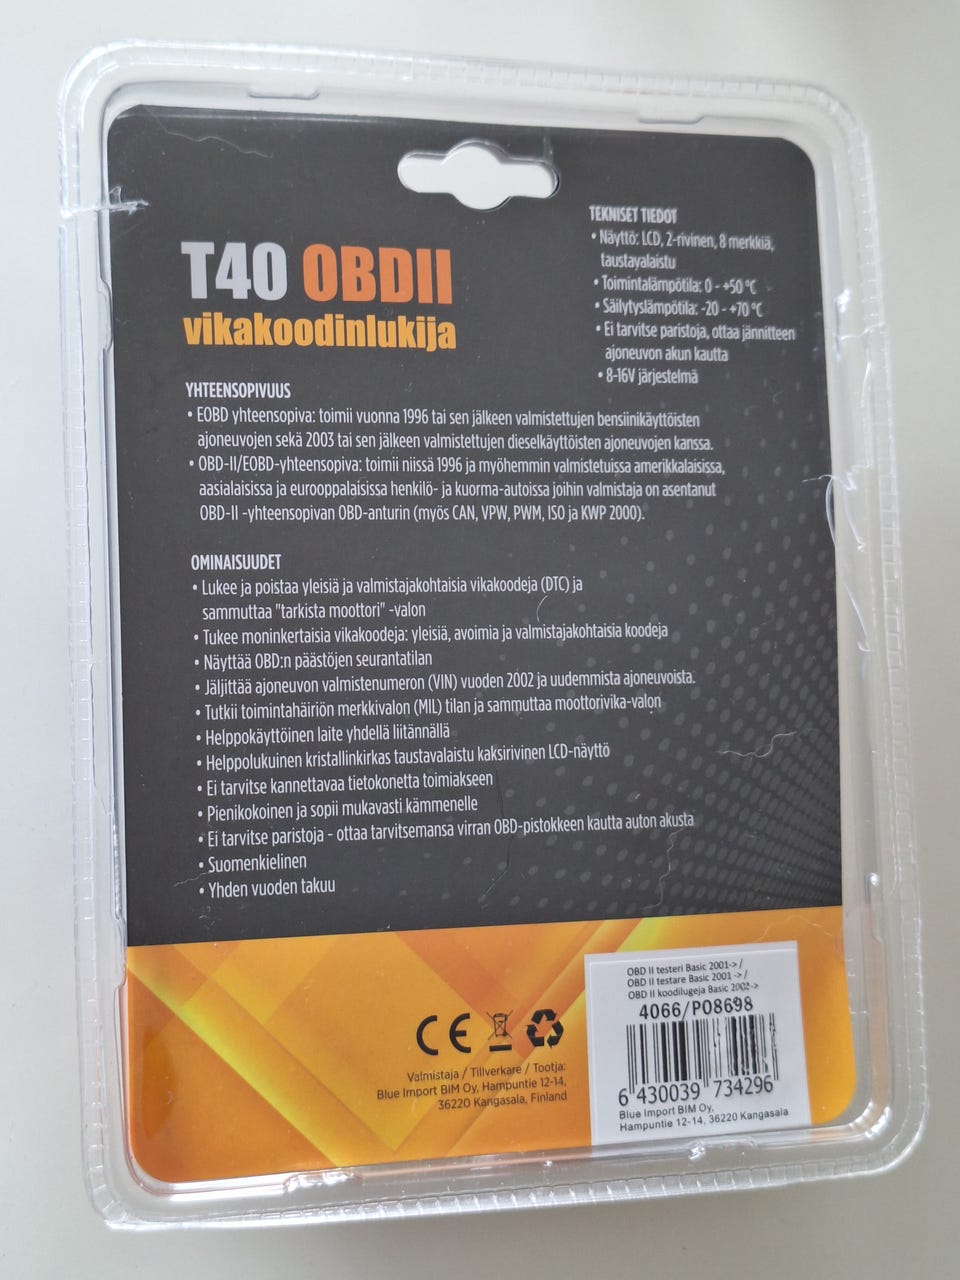 T40 OBDII
vikakoodinlukija
TEKNISET TIEDOT
• Näyttö: LCD, 2-rivinen, 8 merkkiä,
taustavalaistu
• Toimintalämpötila: 0 - +50 °C
• Säilytyslämpötila: -20 - +70 °C
• Ei tarvitse paristoja, ottaa jännitteen
ajoneuvon akun kautta
• 8-16V järjestelmä
YHTEENSOPIVUUS
• EOBD yhteensopiva: toimii vuonna 1996 tai sen jälkeen valmistettujen bensiinikäyttöisten
ajoneuvojen sekä 2003 tai sen jälkeen valmistettujen dieselkäyttöisten ajoneuvojen kanssa.
• OBD-II/EOBD-yhteensopiva: toimii niissä 1996 ja myöhemmin valmistetuissa amerikkalaisissa,
aasialaisissa ja eurooppalaisissa henkilö- ja kuorma-autoissa joihin valmistaja on asentanut
OBD-II -yhteensopivan OBD-anturin (myös CAN, VPW, PWM, ISO ja KWP 2000).
OMINAISUUDET
• Lukee ja poistaa yleisiä ja valmistajakohtaisia vikakoodeja (DTC) ja
sammuttaa "tarkista moottori" -valon
• Tukee moninkertaisia vikakoodeja: yleisiä, avoimia ja valmistajakohtaisia koodeja
• Näyttää OBD:n päästöjen seurantatilan
• Jäljittää ajoneuvon valmistenumeron (VIN) vuoden 2002 ja uudemmista ajoneuvoista.
• Tutkii toimintahäiriön merkkivalon (MIL) tilan ja sammuttaa moottorivika-valon
• Helppokäyttöinen laite yhdellä liitännällä
• Helppolukuinen kristallinkirkas taustavalaistu kaksirivinen LCD-näyttö
• Ei tarvitse kannettavaa tietokonetta toimiakseen
• Pienikokoinen ja sopii mukavasti kämmenelle
• Ei tarvitse paristoja - ottaa tarvitsemansa virran OBD-pistokkeen kautta auton akusta
• Suomenkielinen
• Yhden vuoden takuu
CE
Valmistaja / Tillverkare / Tootja:
Blue Import BIM Oy, Hampuntie 12-14,
36220 Kangasala, Finland
OBD II testeri Basic 2001-> /
OBD II testare Basic 2001 -> /
OBD II koodilugeja Basic 2002->
4066/P08698
6 430039 734296
Blue Import BIM Oy,
Hampuntie 12-14, 36220 Kangasala